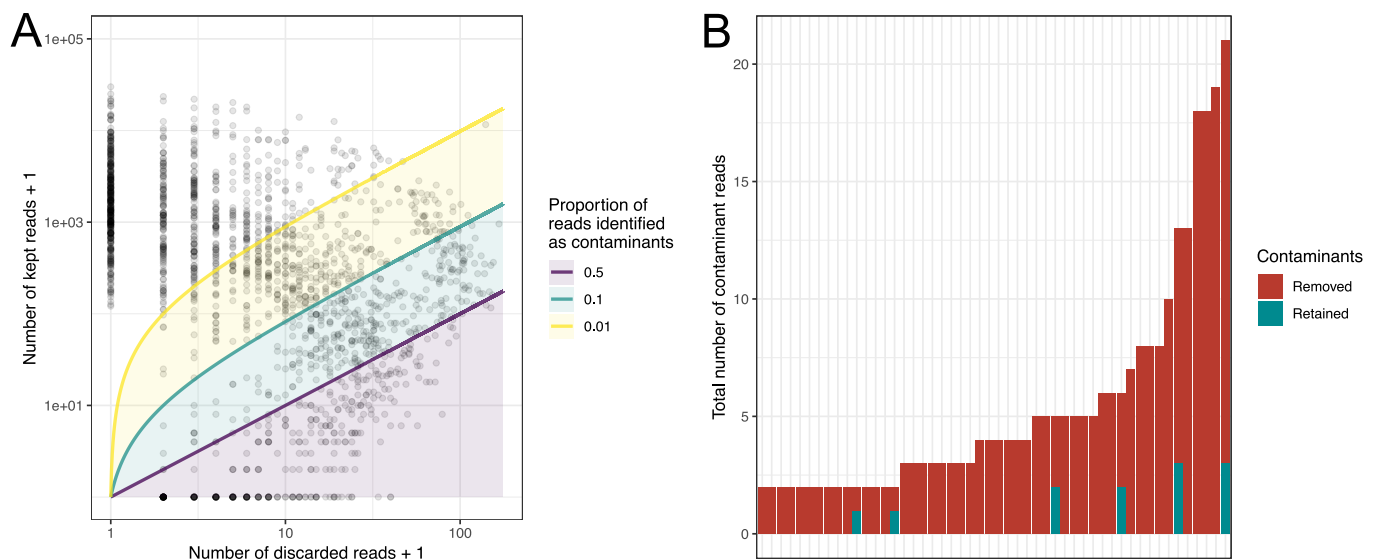 A
1e+05
1e+03
1e+01
Number of kept reads + 1
1
10
100
Number of discarded reads + 1
Proportion of
reads identified
as contaminants
0.5
0.1
0.01
B
20
15
10
5
0
Total number of contaminant reads
Contaminants
Removed
Retained